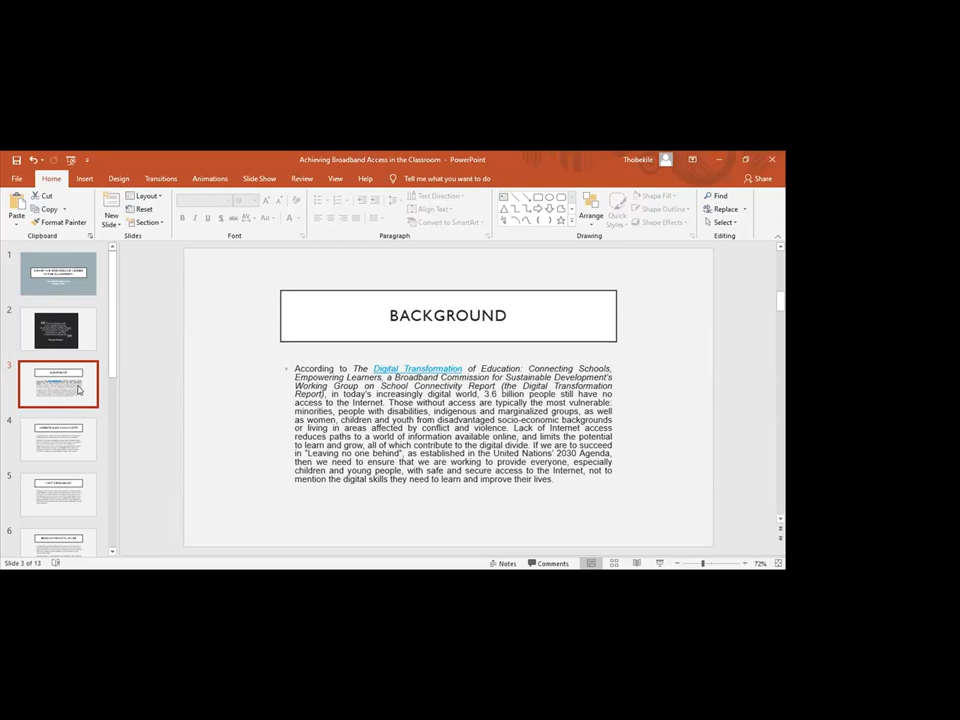 Achieving Broadband Access in the Classroom - PowerPoint
Thobekile
File Home Insert Design Transitions Animations Slide Show Review View Help Tell me what you want to do Share
Paste
Cut
Copy
Format Painter
Clipboard
New
Slide
Layout
Reset
Section
Slides
18
Font
Text Direction
Align Text
Convert to SmartArt
Paragraph
Arrange
Quick
Styles
Shape Fill
Shape Outline
Shape Effects
Drawing
Find
Replace
Select
Editing
1
2
3
4
5
6
BACKGROUND
According to The Digital Transformation of Education: Connecting Schools,
Empowering Learners, a Broadband Commission for Sustainable Development's
Working Group on School Connectivity Report (the Digital Transformation
Report), in today's increasingly digital world, 3.6 billion people still have no
access to the Internet. Those without access are typically the most vulnerable:
minorities, people with disabilities, indigenous and marginalized groups, as well
as women, children and youth from disadvantaged socio-economic backgrounds
or living in areas affected by conflict and violence. Lack of Internet access
reduces paths to a world of information available online, and limits the potential
to learn and grow, all of which contribute to the digital divide. If we are to succeed
in "Leaving no one behind", as established in the United Nations' 2030 Agenda,
then we need to ensure that we are working to provide everyone, especially
children and young people, with safe and secure access to the Internet, not to
mention the digital skills they need to learn and improve their lives.
Slide 3 of 13
Notes
Comments
72%